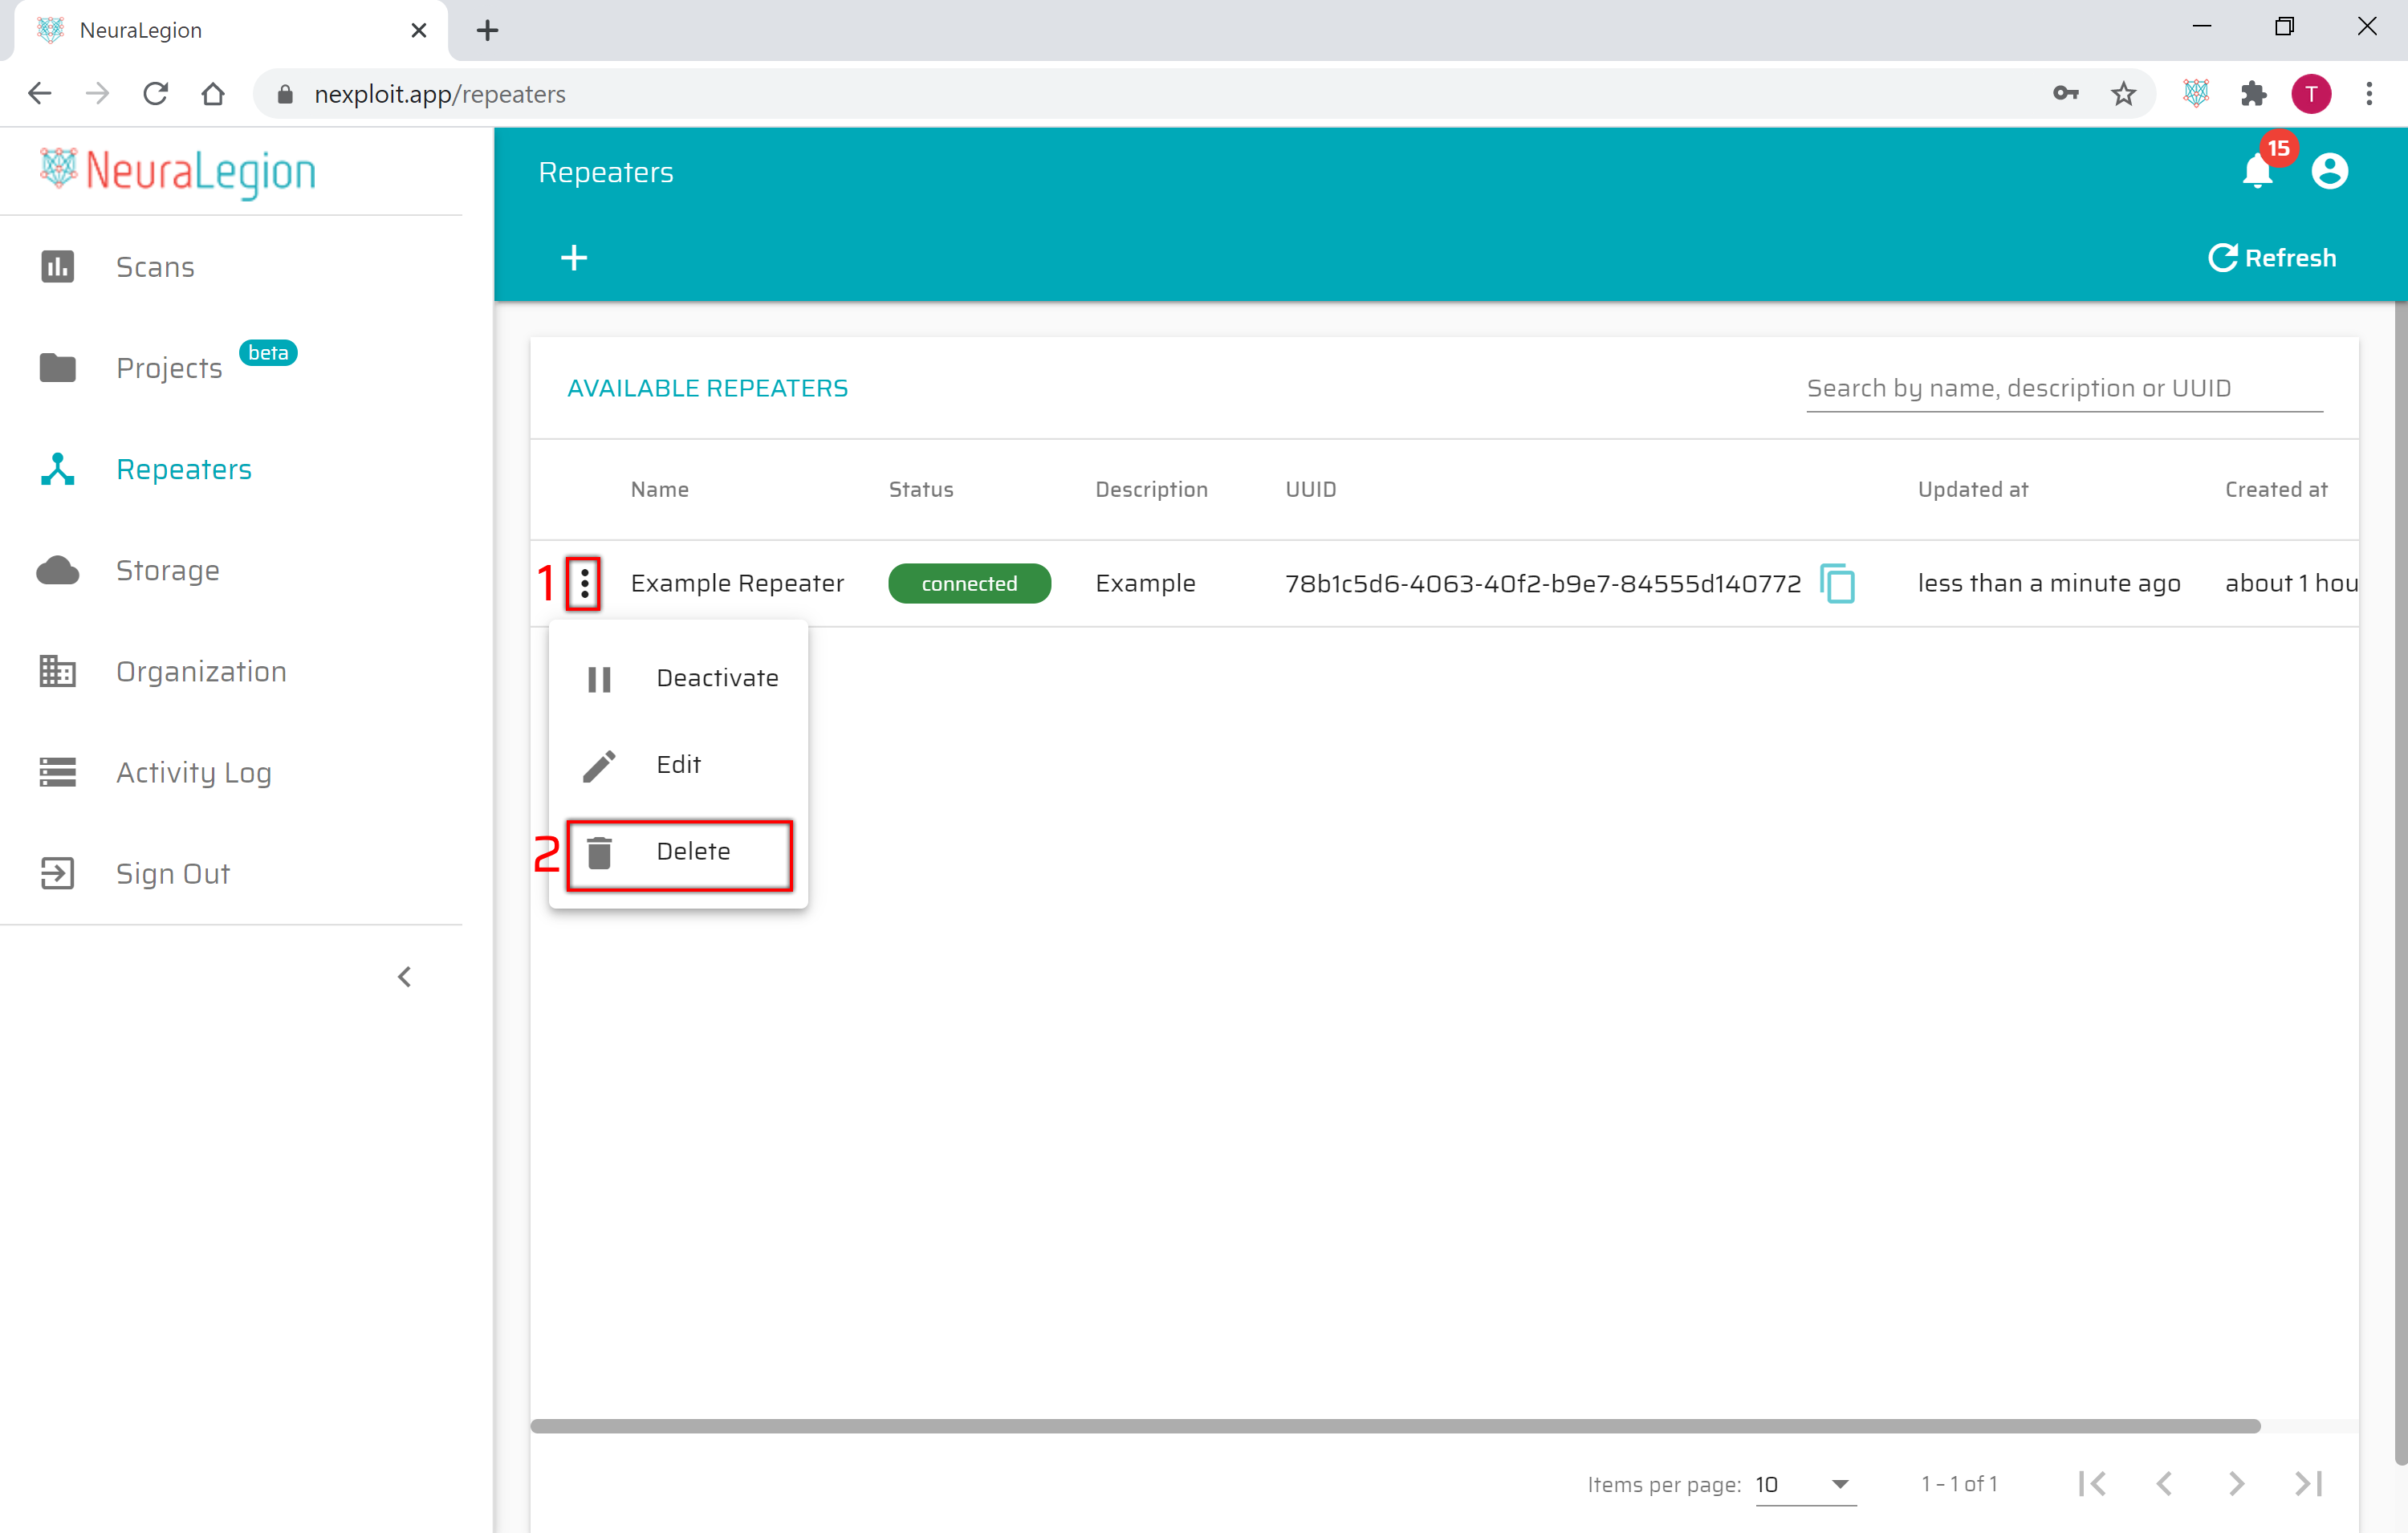 NeuraLegion
nexploit.app/repeaters
T
NeuraLegion
Scans
Projects beta
Repeaters
Storage
Organization
Activity Log
Sign Out
Repeaters
15
Refresh
AVAILABLE REPEATERS
Search by name, description or UUID
Name Status Description UUID Updated at Created at
1 Example Repeater connected Example 78b1c5d6-4063-40f2-b9e7-84555d140772 less than a minute ago about 1 hou
Deactivate
Edit
2 Delete
Items per page: 10 1 - 1 of 1